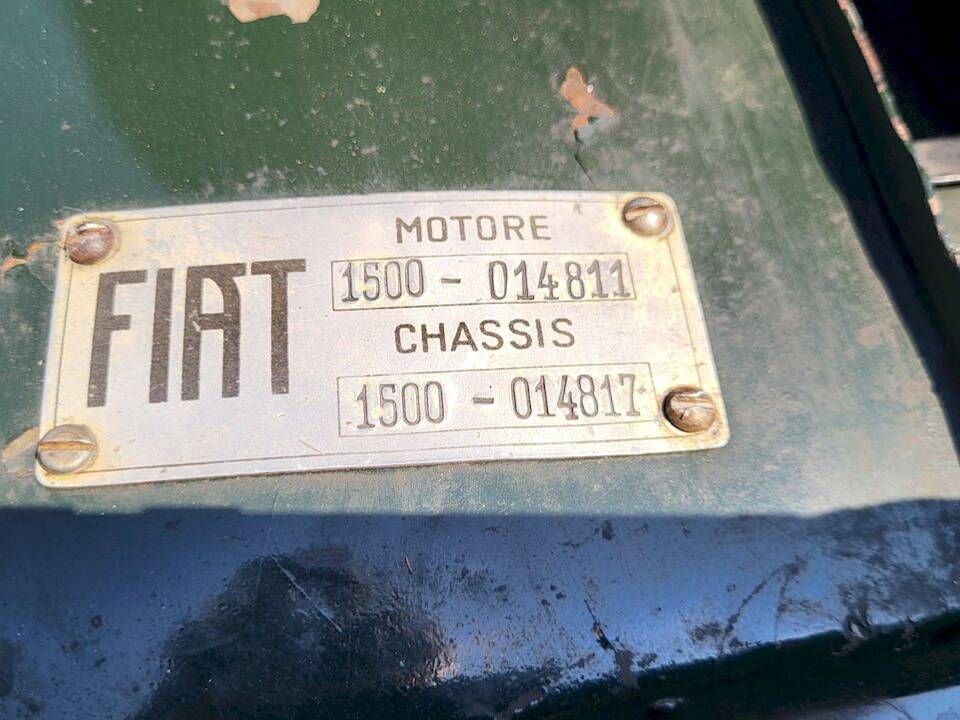 FIAT
MOTORE
1500 - 014811
CHASSIS
1500 - 014817